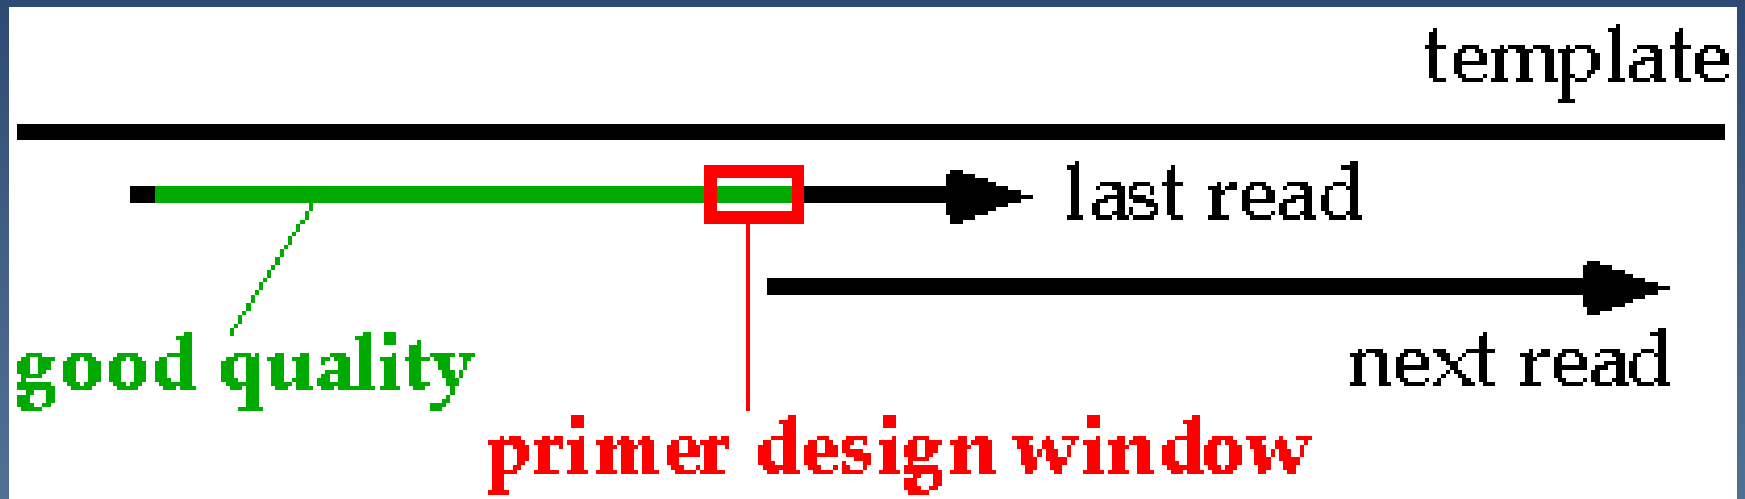 template
last read
next read
good quality
primer design window